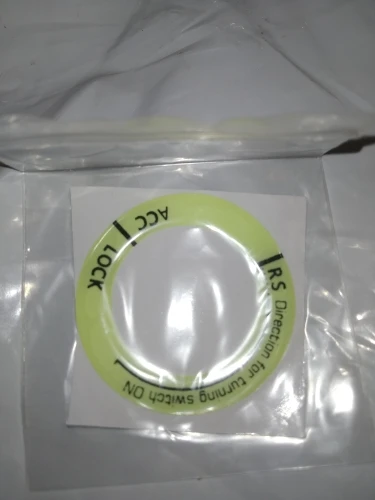 LOCK
ACC
RS
Direction for turning switch ON